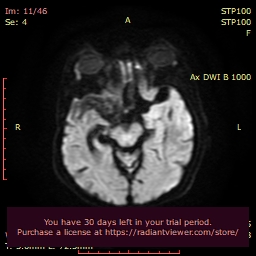 Im: 11/46
Se: 4
A
STP100
STP100
F
Ax DWI B 1000
R
L
You have 30 days left in your trial period.
Purchase a license at https://radiantviewer.com/store/